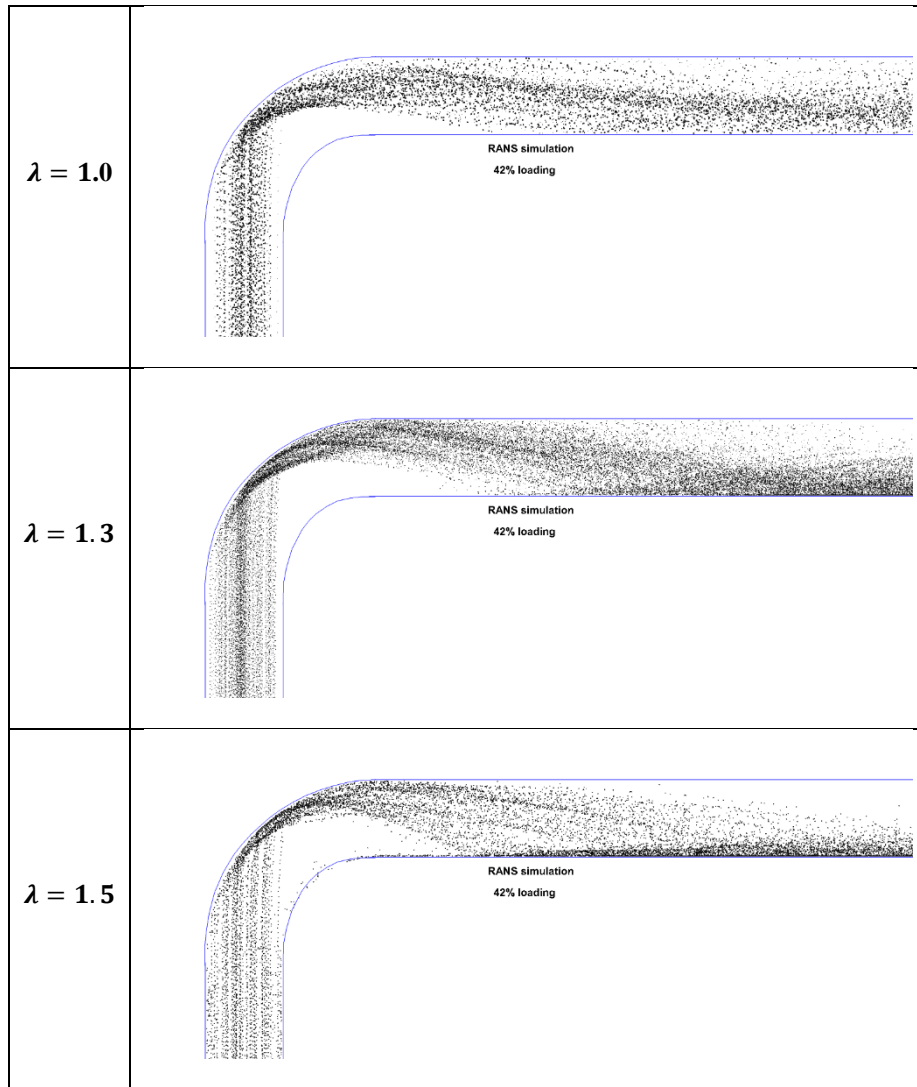 λ = 1.0
RANS simulation
42% loading
λ = 1.3
RANS simulation
42% loading
λ = 1.5
RANS simulation
42% loading